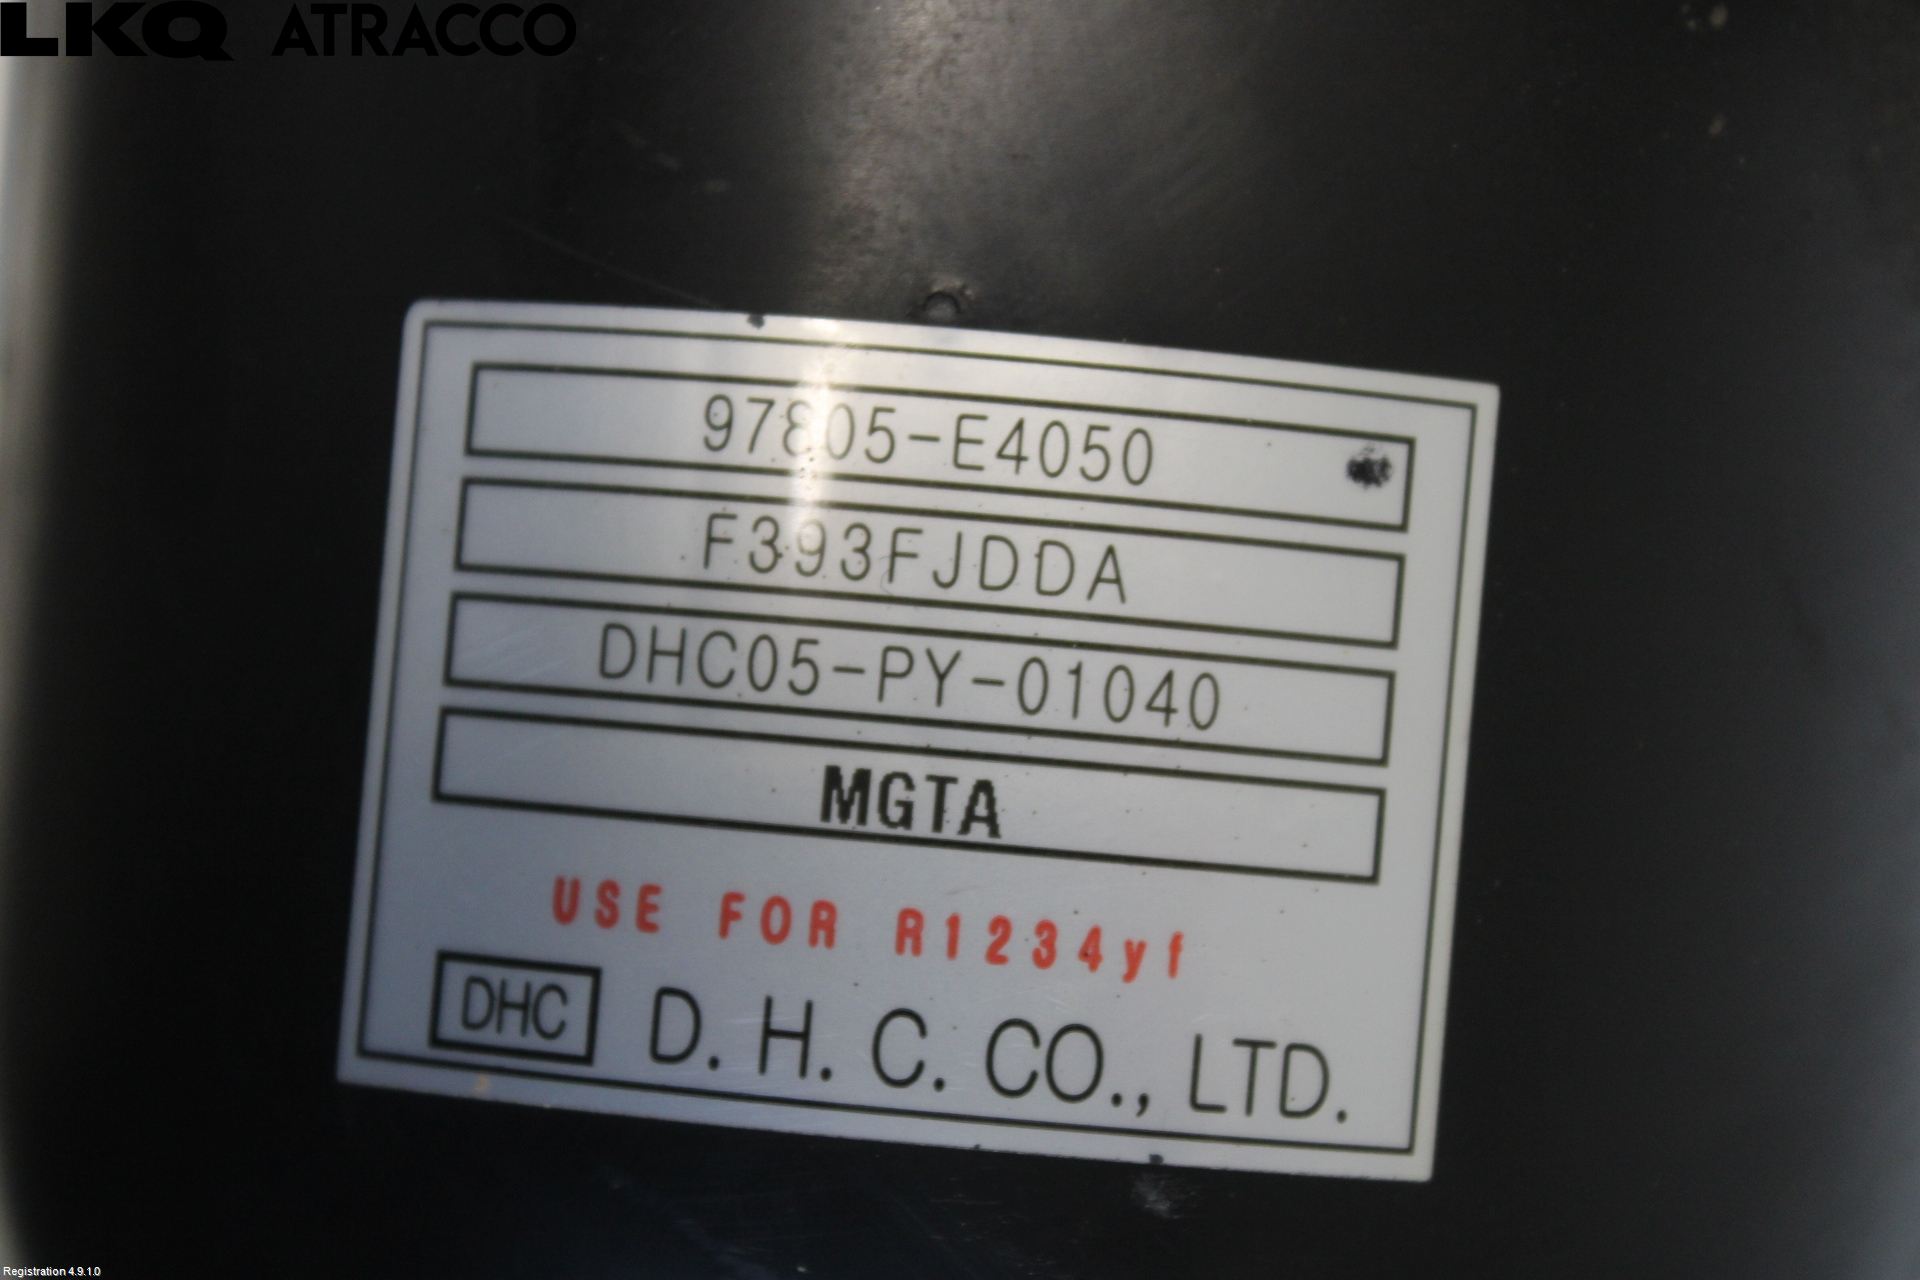 LKQ ATRACCO
97805-E4050
F393FJDDA
DHC05-PY-01040
MGTA
USE FOR R1234yf
DHC D. H. C. CO., LTD.
Registration 4.9.1.0